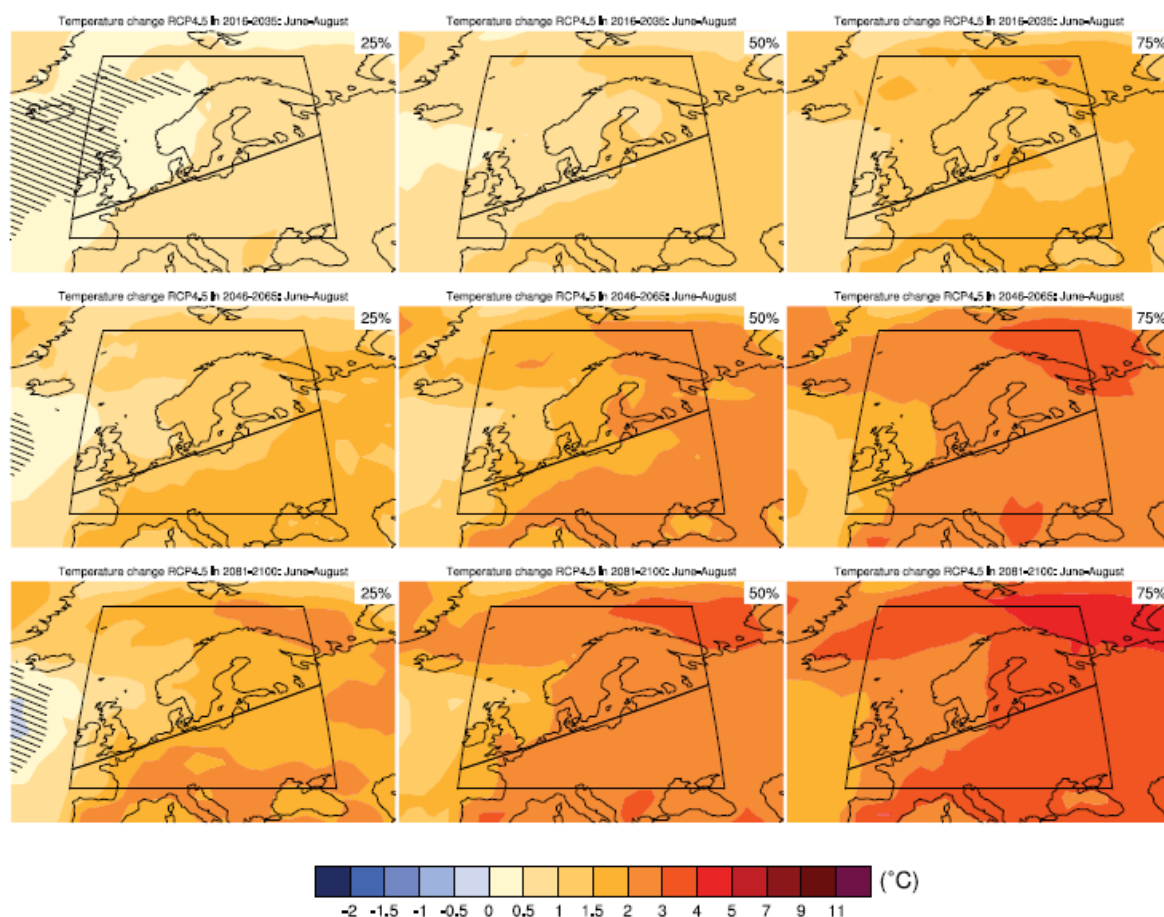 Temperature change RCP4.5 in 2016-2035: June-August
25%
Temperature change RCP4.5 in 2016-2035: June-August
50%
Temperature change RCP4.5 in 2016-2035: June-August
75%
Temperature change RCP4.5 in 2046-2065: June-August
25%
Temperature change RCP4.5 in 2046-2065: June-August
50%
Temperature change RCP4.5 in 2046-2065: June-August
75%
Temperature change RCP4.5 in 2081-2100: June-August
25%
Temperature change RCP4.5 in 2081-2100: June-August
50%
Temperature change RCP4.5 in 2081-2100: June-August
75%
(°C)
-2 -1.5 -1 -0.5 0 0.5 1 1.5 2 3 4 5 7 9 11